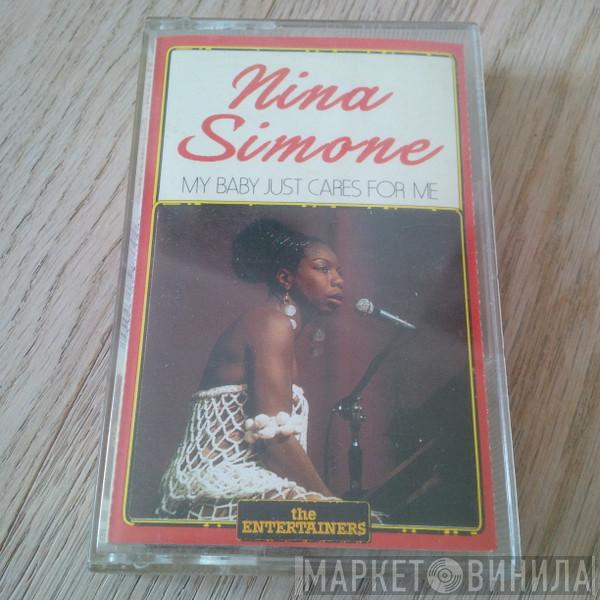 Nina
Simone
MY BABY JUST CARES FOR ME
the
ENTERTAINERS
МАРКЕТ ВИНИЛА